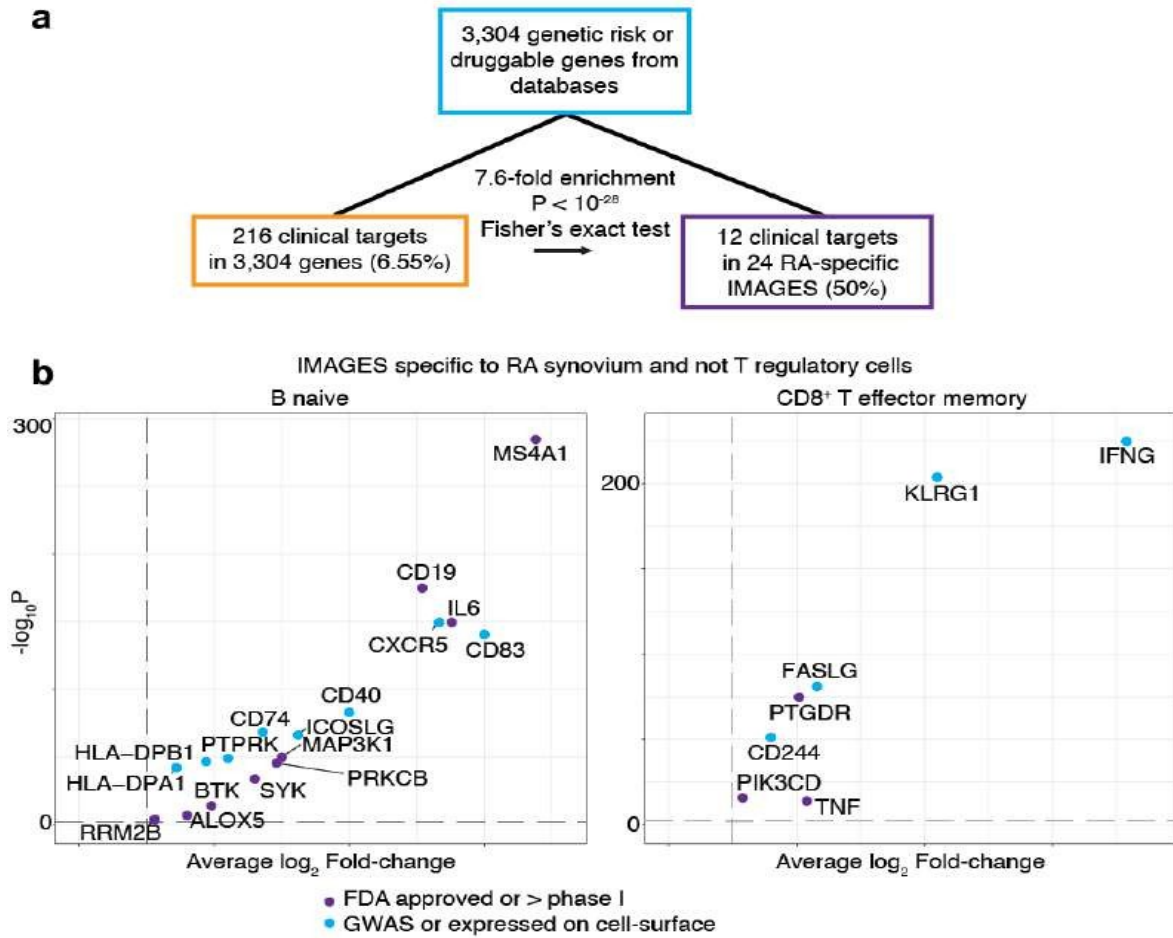 a
3,304 genetic risk or
druggable genes from
databases
7.6-fold enrichment
P < 10⁻²⁸
Fisher's exact test
216 clinical targets
in 3,304 genes (6.55%)
12 clinical targets
in 24 RA-specific
IMAGES (50%)
b
IMAGES specific to RA synovium and not T regulatory cells
B naive
300
-log₁₀P
0
MS4A1
CD19
IL6
CXCR5
CD83
CD40
CD74
ICOSLG
HLA-DPB1
PTPRK
MAP3K1
HLA-DPA1
PRKCB
BTK
SYK
RRM2B
ALOX5
Average log₂ Fold-change
CD8⁺ T effector memory
200
0
IFNG
KLRG1
FASLG
PTGDR
CD244
PIK3CD
TNF
Average log₂ Fold-change
FDA approved or > phase I
GWAS or expressed on cell-surface